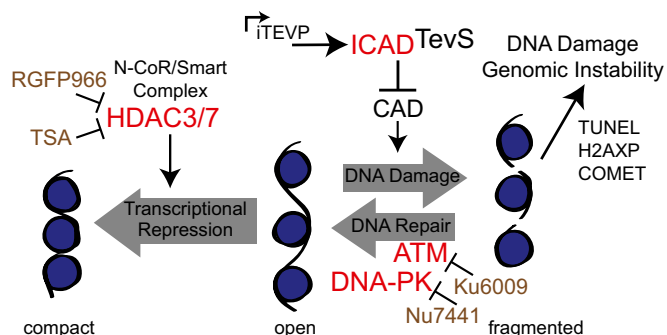 iTEVP
ICAD TevS
DNA Damage
Genomic Instability
N-CoR/Smart
Complex
RGFP966
HDAC3/7
TSA
CAD
TUNEL
H2AXP
COMET
DNA Damage
Transcriptional
Repression
DNA Repair
ATM
DNA-PK
Ku6009
Nu7441
compact
open
fragmented